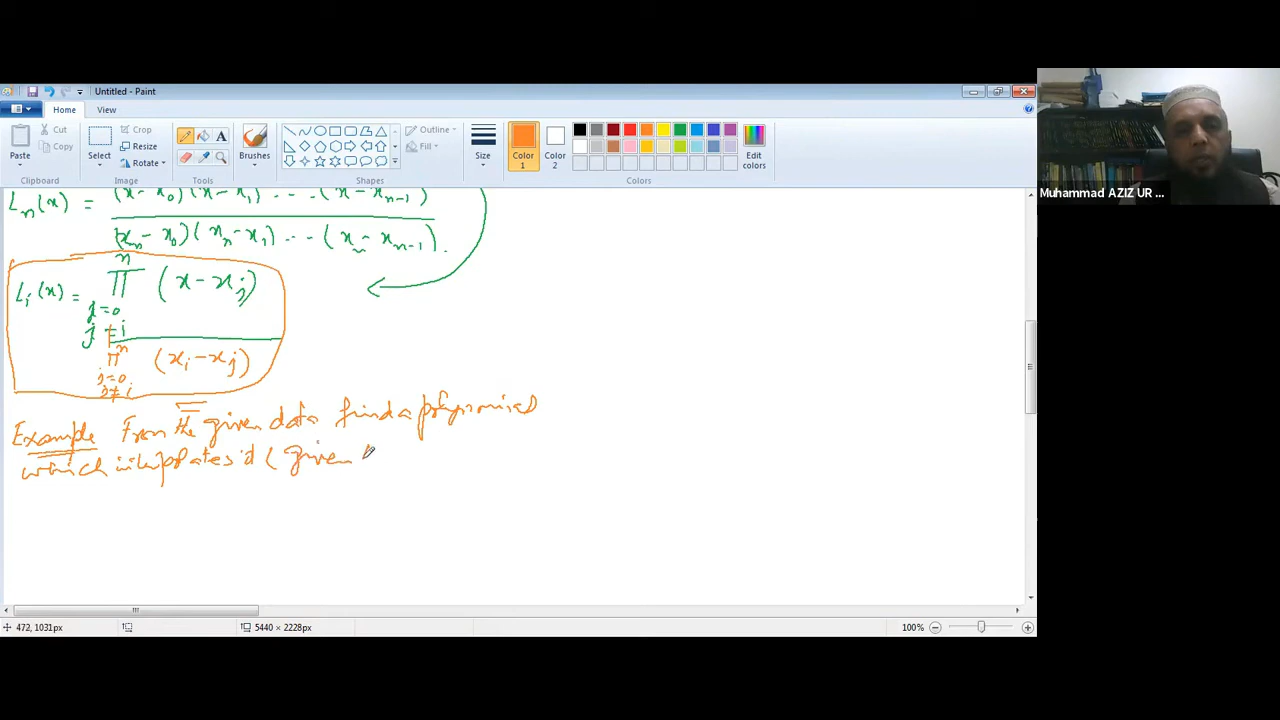 Untitled - Paint
Home View
Paste Cut Copy Select Crop Resize Rotate Brushes Outline Fill Size Color 1 Color 2 Edit colors
Clipboard Image Tools Shapes Colors
Muhammad AZIZ UR ...
Lₙ(x) = (x-x₀)(x-x₁) ..... (x-xₙ₋₁)
(xₙ-x₀)(xₙ-x₁) ... (xₙ-xₙ₋₁).
n
Lᵢ(x) = Π (x-xⱼ)
j=0
j≠i
n
Π (xᵢ-xⱼ)
j=0
j≠i
Example From the given data find a polynomial
which interpolates it (given
472, 1031px 5440 × 2228px 100%